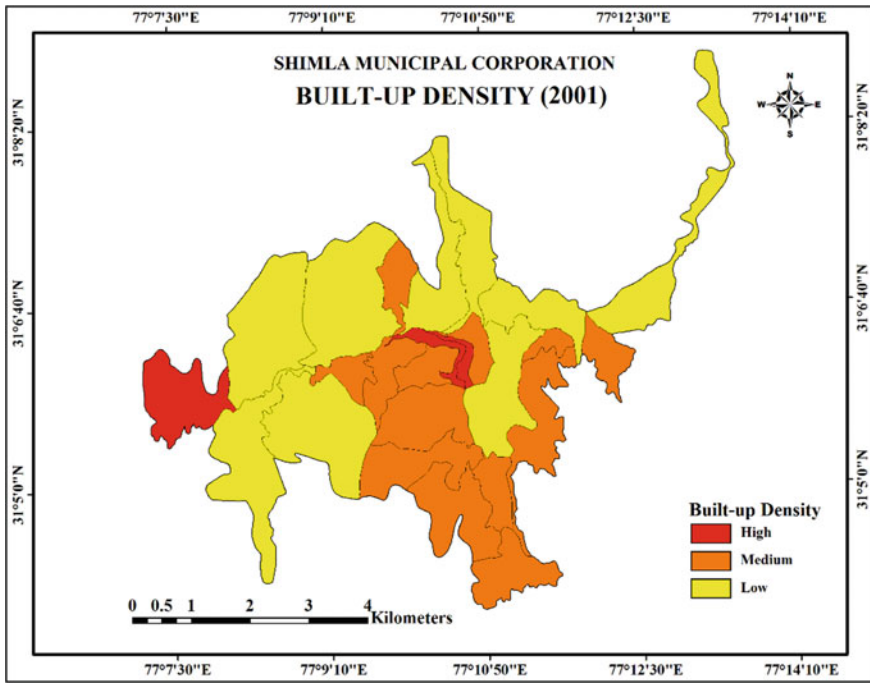 77°7'30"E 77°9'10"E 77°10'50"E 77°12'30"E 77°14'10"E
SHIMLA MUNICIPAL CORPORATION
BUILT-UP DENSITY (2001)
N
W E
S
31°8'20"N 31°8'20"N
31°6'40"N 31°6'40"N
31°5'0"N 31°5'0"N
Built-up Density
High
Medium
Low
0 0.5 1 2 3 4
Kilometers
77°7'30"E 77°9'10"E 77°10'50"E 77°12'30"E 77°14'10"E